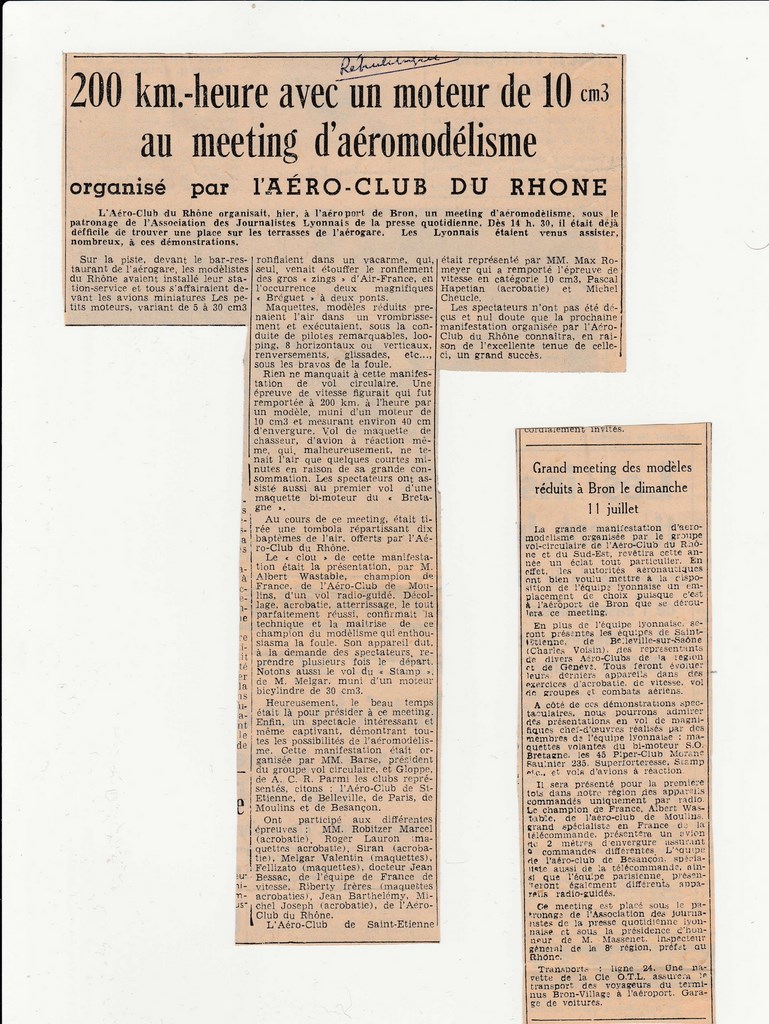 200 km.-heure avec un moteur de 10 cm3
au meeting d'aéromodélisme
organisé par l'AÉRO-CLUB DU RHONE
L'Aéro-Club du Rhône organisait, hier, à l'aéroport de Bron, un meeting d'aéromodélisme, sous le
patronage de l'Association des Journalistes Lyonnais de la presse quotidienne. Dès 14 h. 30, il était déjà
defficile de trouver une place sur les terrasses de l'aérogare. Les Lyonnais étaient venus assister,
nombreux, à ces démonstrations.
Sur la piste, devant le bar-res-
taurant de l'aérogare, les modélistes
du Rhône avaient installé leur sta-
tion-service et tous s'affairaient de-
vant les avions miniatures Les pe-
tits moteurs, variant de 5 à 30 cm3
ronflaient dans un vacarme, qui,
seul, venait étouffer le ronflement
des gros « zings » d'Air-France, en
l'occurrence deux magnifiques
« Bréguet » à deux ponts.
Maquettes, modèles réduits pre-
naient l'air dans un vrombrisse-
ment et exécutaient, sous la con-
duite de pilotes remarquables, loo-
ping, 8 horizontaux ou verticaux,
renversements, glissades, etc...,
sous les bravos de la foule.
Rien ne manquait à cette manifes-
tation de vol circulaire. Une
épreuve de vitesse figurait qui fut
remportée à 200 km. à l'heure par
un modèle, muni d'un moteur de
10 cm3 et mesurant environ 40 cm
d'envergure. Vol de maquette de
chasseur, d'avion à réaction mê-
me, qui, malheureusement, ne te-
nait l'air que quelques courtes mi-
nutes en raison de sa grande con-
sommation. Les spectateurs ont as-
sisté aussi au premier vol d'une
maquette bi-moteur du « Breta-
gne ».
Au cours de ce meeting, était ti-
rée une tombola répartissant dix
baptêmes de l'air, offerts par l'Aé-
ro-Club du Rhône.
Le « clou » de cette manifesta-
tion était la présentation, par M.
Albert Wastable, champion de
France, de l'Aéro-Club de Mou-
lins, d'un vol radio-guidé. Décol-
lage, acrobatie, atterrissage, le tout
parfaitement réussi, confirmait la
technique et la maîtrise de ce
champion du modélisme qui enthou-
siasma la foule. Son appareil dut,
à la demande des spectateurs, re-
prendre plusieurs fois le départ.
Notons aussi le vol du « Stamp »,
de M. Melgar, muni d'un moteur
bicylindre de 30 cm3.
Heureusement, le beau temps
était là pour présider à ce meeting.
Enfin, un spectacle intéressant et
même captivant, démontrant tou-
tes les possibilités de l'aéromodélis-
me. Cette manifestation était or-
ganisée par MM. Barse, président
du groupe vol circulaire, et Gloppe,
de A. C. R. Parmi les clubs repré-
sentés, citons : l'Aéro-Club de St-
Etienne, de Belleville, de Paris, de
Moulins et de Besançon.
Ont participé aux différentes
épreuves : MM. Robitzer Marcel
(acrobatie), Roger Lauron (ma-
quettes acrobatie), Siran (acroba-
tie), Melgar Valentin (maquettes),
Fellizato (maquettes), docteur Jean
Bessac, de l'équipe de France de
vitesse, Riberty frères (maquettes
acrobaties), Jean Barthelémy, Mi-
chel Joseph (acrobatie), de l'Aéro-
Club du Rhône.
L'Aéro-Club de Saint-Etienne
était représenté par MM. Max Ro-
meyer qui a remporté l'épreuve de
vitesse en catégorie 10 cm3, Pascal
Hapetian (acrobatie) et Michel
Cheucle.
Les spectateurs n'ont pas été dé-
çus et nul doute que la prochaine
manifestation organisée par l'Aéro-
Club du Rhône connaîtra, en rai-
son de l'excellente tenue de celle-
ci, un grand succès.
cordialement invités.
Grand meeting des modèles
réduits à Bron le dimanche
11 juillet
La grande manifestation d'aéro-
modélisme organisée par le groupe
vol-circulaire de l'Aéro-Club du Rhô-
ne et du Sud-Est, revêtira cette an-
née un éclat tout particulier. En
effet, les autorités aéronautiques
ont bien voulu mettre à la dispo-
sition de l'équipe lyonnaise un em-
placement de choix puisque c'est
à l'aéroport de Bron que se dérou-
lera ce meeting.
En plus de l'équipe lyonnaise, se-
ront présentes les équipes de Saint-
Etienne, de Belleville-sur-Saône
(Charles Voisin), des représentants
de divers Aéro-Clubs de la région
et de Genève. Tous feront évoluer
leurs derniers appareils dans des
exercices d'acrobatie, de vitesse, vol
de groupes et combats aériens.
A côté de ces démonstrations spec-
taculaires, nous pourrons admirer
des présentations en vol de magni-
fiques chef-d'œuvres réalisés par des
membres de l'équipe lyonnaise : ma-
quettes volantes du bi-moteur S.O.
Bretagne, les 45 Piper-Club Morane
Saulnier 235, Superforteresse, Stamp
etc., et vols d'avions à réaction
Il sera présenté pour la première
fois dans notre région des appareils
commandés uniquement par radio.
Le champion de France, Albert Was-
table, de l'aéro-club de Moulins,
grand spécialiste en France de la
télécommande, présentera un avion
de 2 mètres d'envergure assurant
commandes différentes. L'équipe
de l'aéro-club de Besançon, spécia-
liste aussi de la télécommande, ain-
si que l'équipe parisienne, présen-
teront également différents appa-
reils radio-guidés.
Ce meeting est placé sous le pa-
tronage de l'Association des journa-
listes de la presse quotidienne lyon-
naise et sous la présidence d'hon-
neur de M. Massenet, inspecteur
général de la 8e région, préfet du
Rhône.
Transports : ligne 24. Une na-
vette de la Cie O.T.L. assurera le
transport des voyageurs du termi-
nus Bron-Village à l'aéroport. Gara-
ge de voitures.